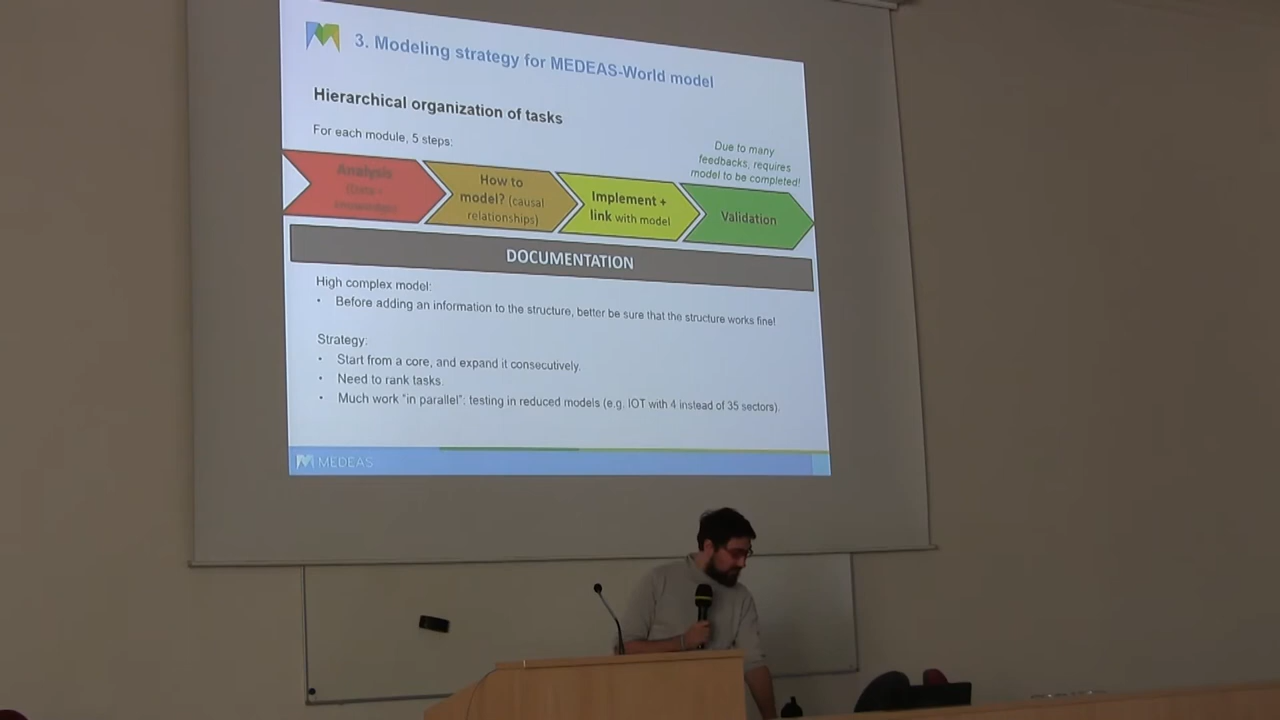 3. Modeling strategy for MEDEAS-World model
Hierarchical organization of tasks
For each module, 5 steps:
Due to many
feedbacks, requires
model to be completed!
Analysis
(Data +
How to
model? (causal
relationships)
Implement +
link with model
Validation
DOCUMENTATION
High complex model:
• Before adding an information to the structure, better be sure that the structure works fine!
Strategy:
• Start from a core, and expand it consecutively.
• Need to rank tasks.
• Much work "in parallel": testing in reduced models (e.g. IOT with 4 instead of 35 sectors).
MEDEAS